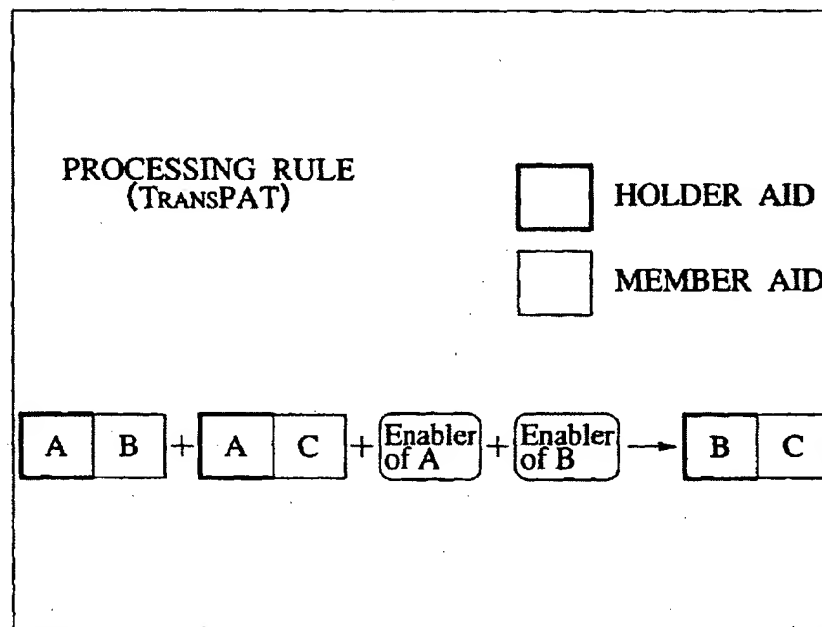 PROCESSING RULE
(TRANSPAT)
HOLDER AID
MEMBER AID
A B + A C + Enabler of A + Enabler of B → B C